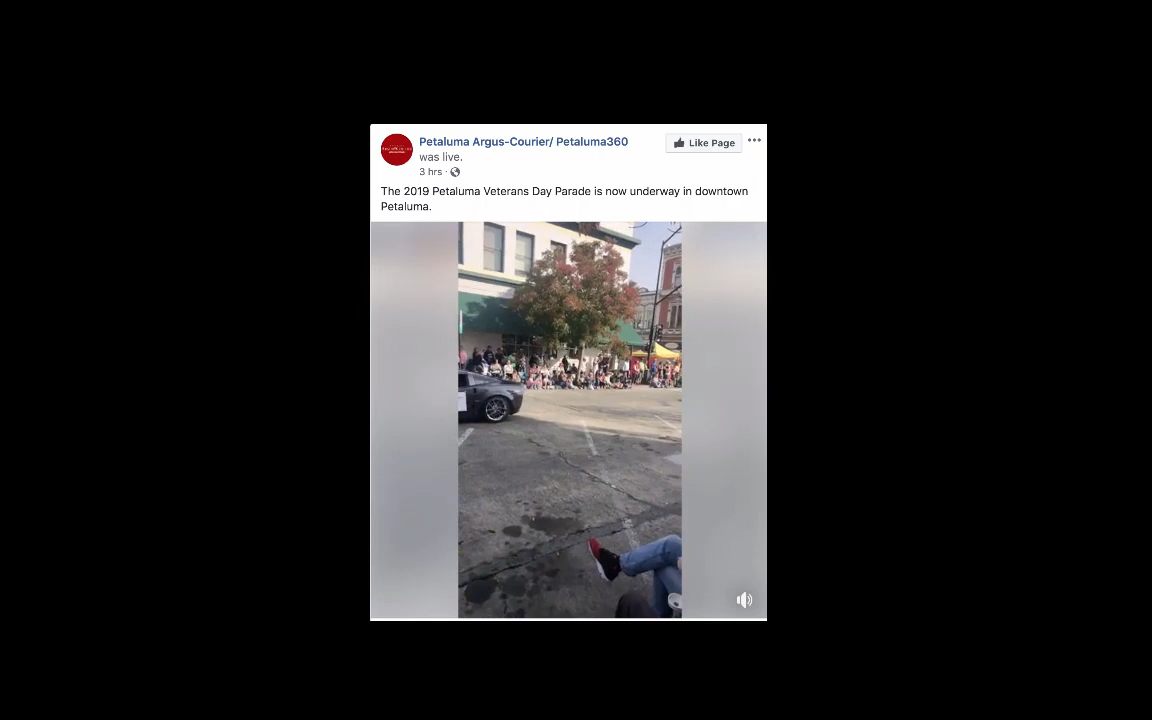 Petaluma Argus-Courier/ Petaluma360
was live.
3 hrs ·
Like Page
The 2019 Petaluma Veterans Day Parade is now underway in downtown
Petaluma.